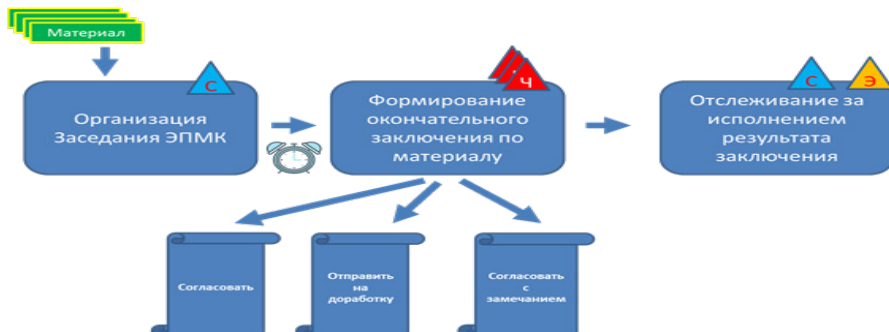 Материал
С
Организация
Заседания ЭПМК
Ч
Формирование
окончательного
заключения по
материалу
С
Э
Отслеживание за
исполнением
результата
заключения
Согласовать
Отправить
на
доработку
Согласовать
с
замечанием